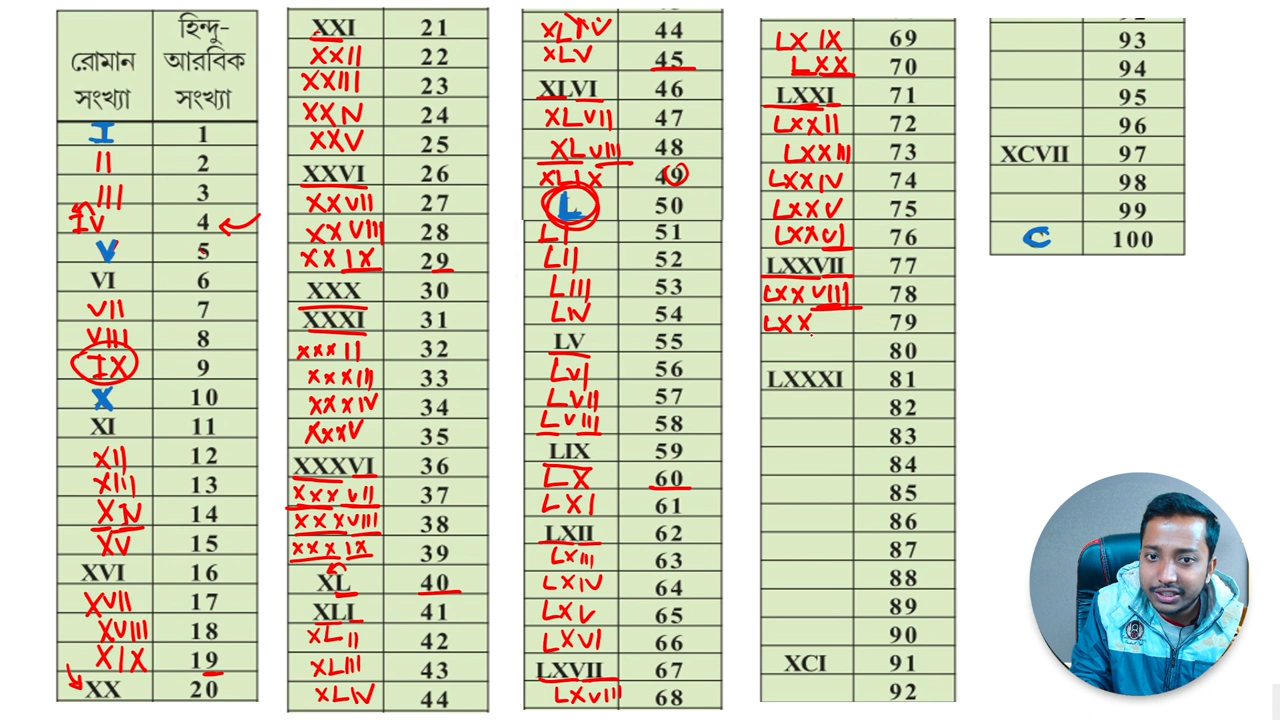 রোমান সংখ্যা হিন্দু-আরবিক সংখ্যা
I 1
II 2
III 3
IV 4
V 5
VI 6
VII 7
VIII 8
IX 9
X 10
XI 11
XII 12
XIII 13
XIV 14
XV 15
XVI 16
XVII 17
XVIII 18
XIX 19
XX 20
XXI 21
XXII 22
XXIII 23
XXIV 24
XXV 25
XXVI 26
XXVII 27
XXVIII 28
XXIX 29
XXX 30
XXXI 31
XXXII 32
XXXIII 33
XXXIV 34
XXXV 35
XXXVI 36
XXXVII 37
XXXVIII 38
XXXIX 39
XL 40
XLI 41
XLII 42
XLIII 43
XLIV 44
XLIV 44
XLV 45
XLVI 46
XLVII 47
XLVIII 48
XLIX 49
L 50
LI 51
LII 52
LIII 53
LIV 54
LV 55
LVI 56
LVII 57
LVIII 58
LIX 59
LX 60
LXI 61
LXII 62
LXIII 63
LXIV 64
LXV 65
LXVI 66
LXVII 67
LXVIII 68
LXIX 69
LXX 70
LXXI 71
LXXII 72
LXXIII 73
LXXIV 74
LXXV 75
LXXVI 76
LXXVII 77
LXXVIII 78
LXX 79
80
LXXXI 81
82
83
84
85
86
87
88
89
90
XCI 91
92
93
94
95
96
XCVII 97
98
99
C 100